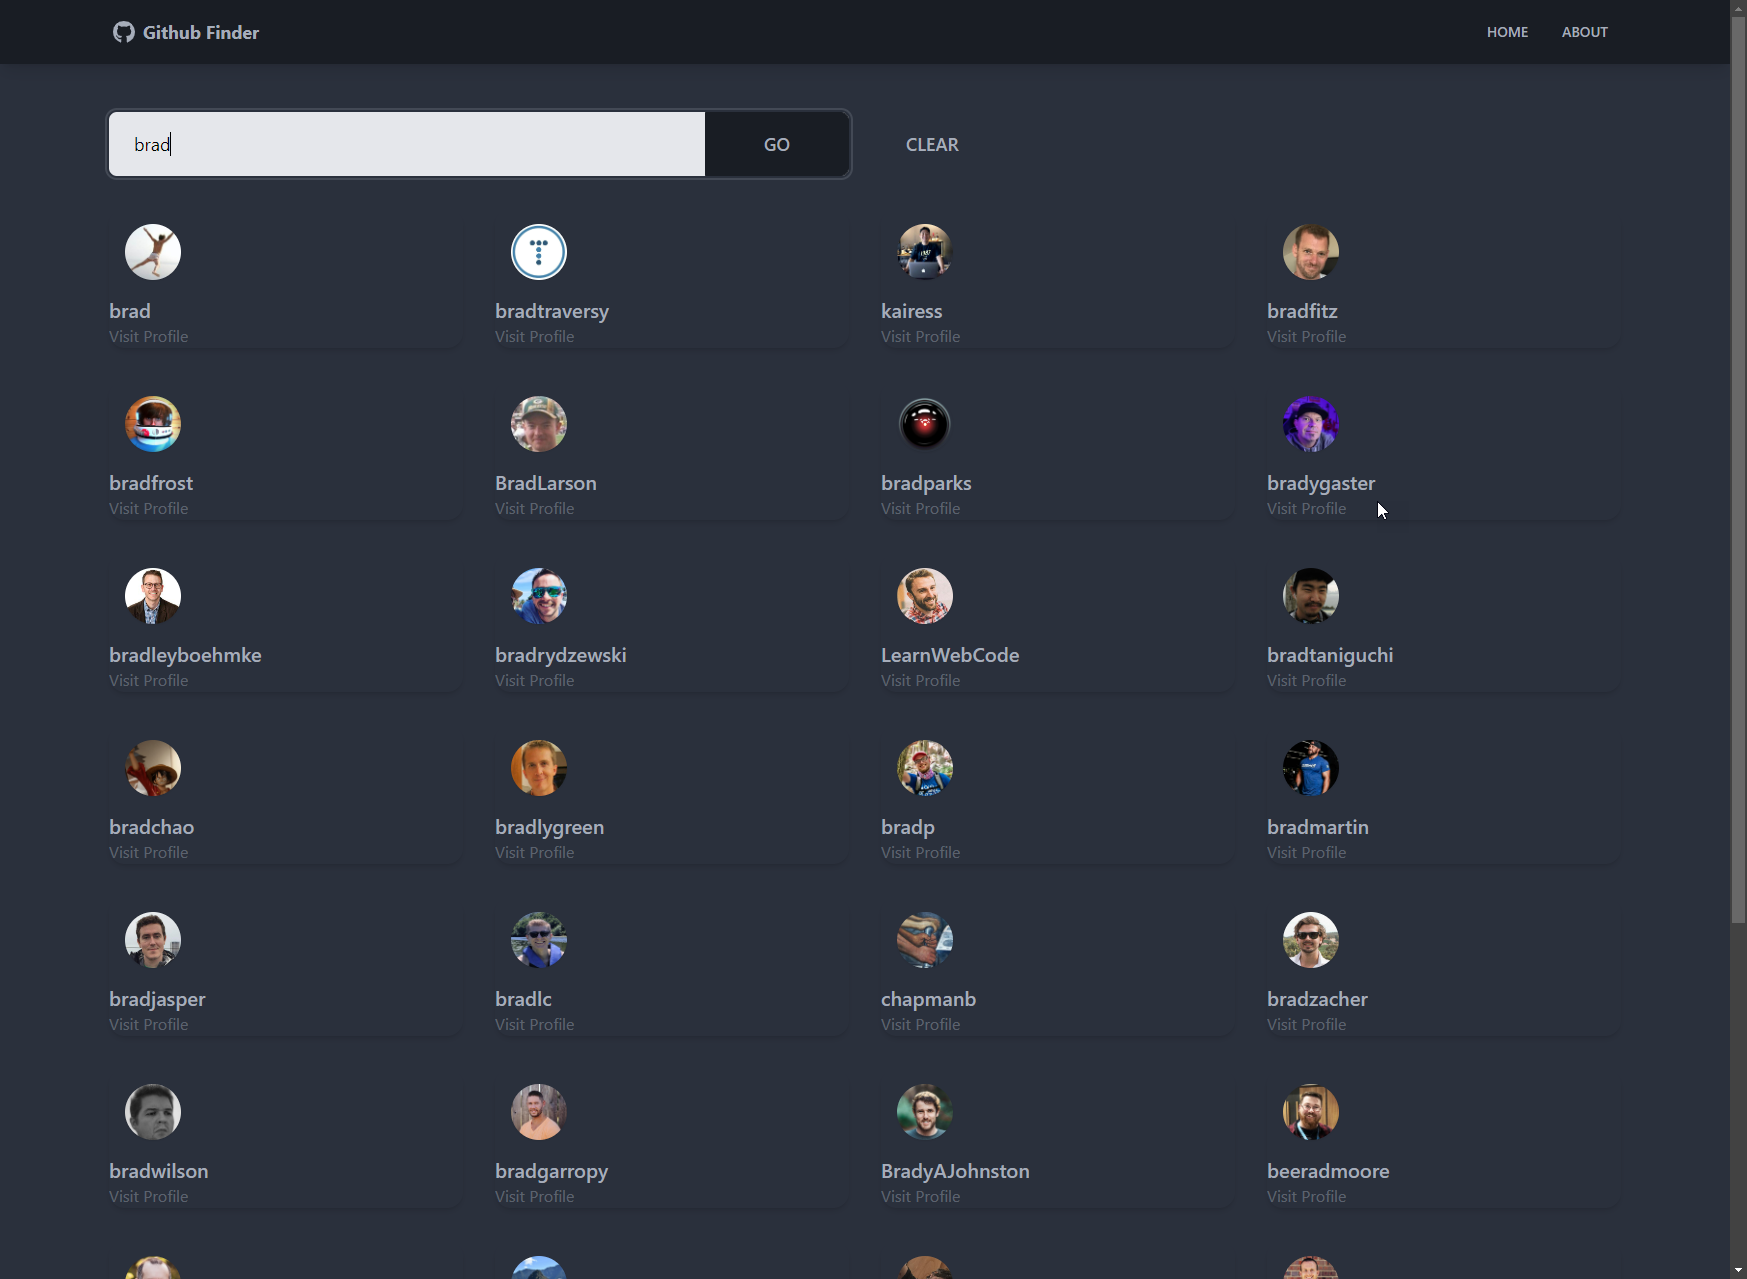 Github Finder
HOME
ABOUT
brad
GO
CLEAR
brad
Visit Profile
bradtraversy
Visit Profile
kairess
Visit Profile
bradfitz
Visit Profile
bradfrost
Visit Profile
BradLarson
Visit Profile
bradparks
Visit Profile
bradygaster
Visit Profile
bradleyboehmke
Visit Profile
bradrydzewski
Visit Profile
LearnWebCode
Visit Profile
bradtaniguchi
Visit Profile
bradchao
Visit Profile
bradlygreen
Visit Profile
bradp
Visit Profile
bradmartin
Visit Profile
bradjasper
Visit Profile
bradlc
Visit Profile
chapmanb
Visit Profile
bradzacher
Visit Profile
bradwilson
Visit Profile
bradgarropy
Visit Profile
BradyAJohnston
Visit Profile
beeradmoore
Visit Profile